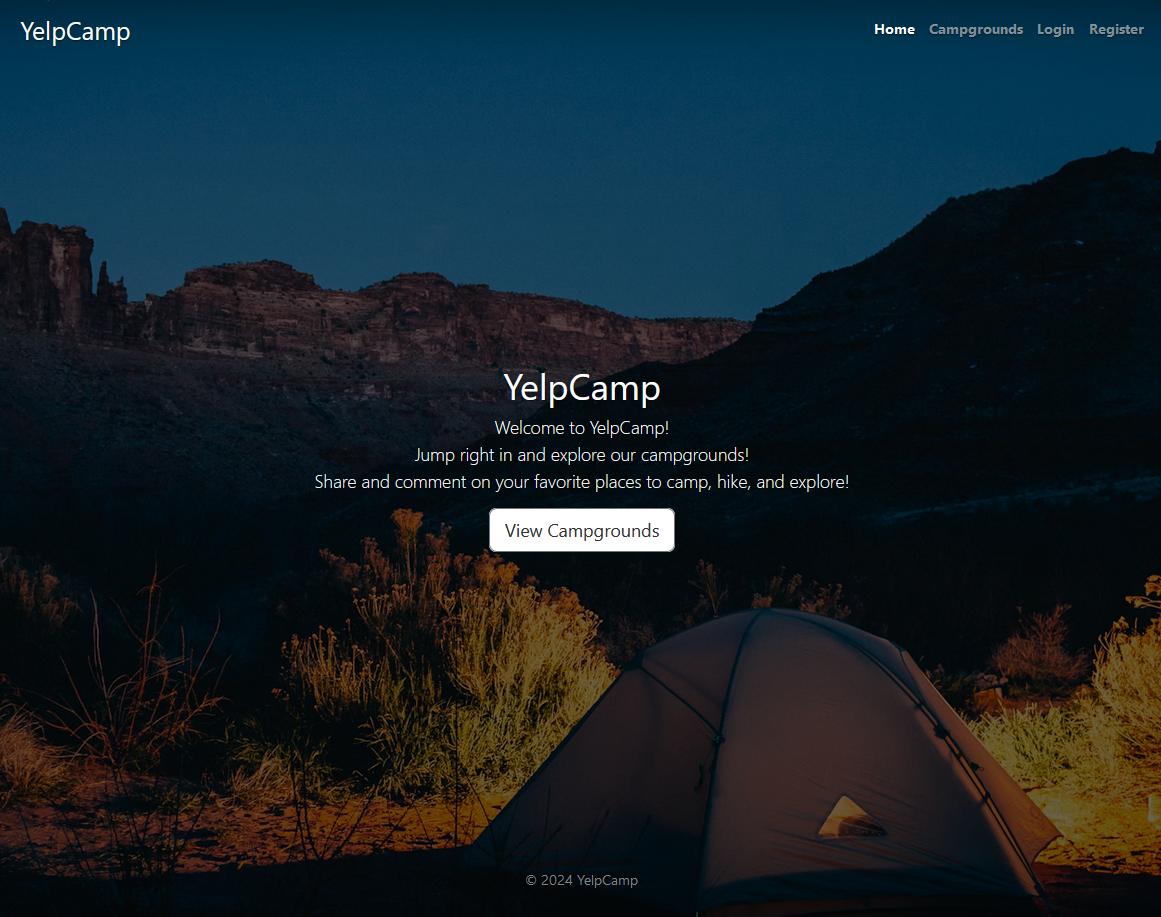 YelpCamp
Home Campgrounds Login Register
YelpCamp
Welcome to YelpCamp!
Jump right in and explore our campgrounds!
Share and comment on your favorite places to camp, hike, and explore!
View Campgrounds
© 2024 YelpCamp